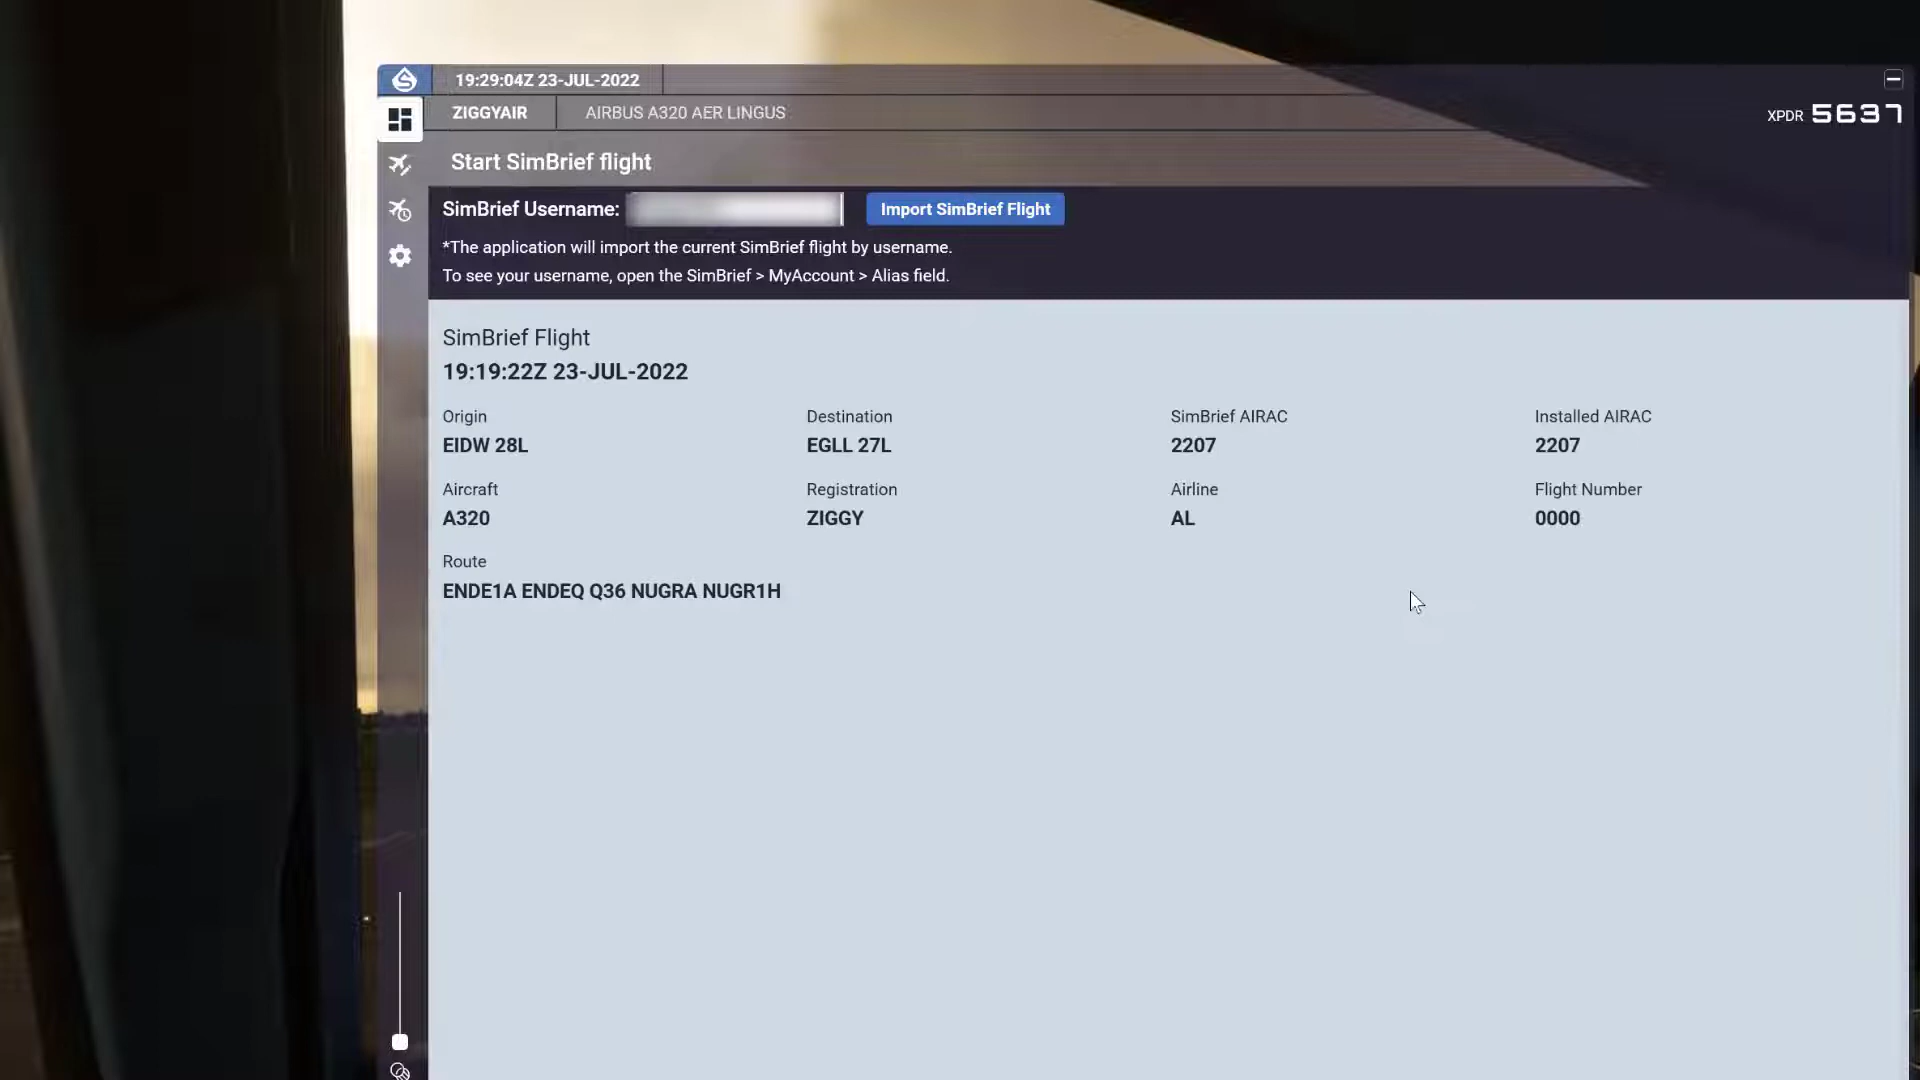 19:29:04Z 23-JUL-2022
ZIGGYAIR AIRBUS A320 AER LINGUS
XPDR 5637
Start SimBrief flight
SimBrief Username: Import SimBrief Flight
*The application will import the current SimBrief flight by username.
To see your username, open the SimBrief > MyAccount > Alias field.
SimBrief Flight
19:19:22Z 23-JUL-2022
Origin Destination SimBrief AIRAC Installed AIRAC
EIDW 28L EGLL 27L 2207 2207
Aircraft Registration Airline Flight Number
A320 ZIGGY AL 0000
Route
ENDE1A ENDEQ Q36 NUGRA NUGR1H